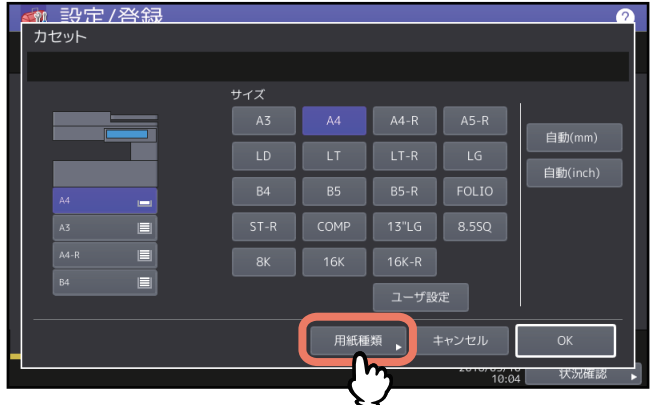 設定/登録
?
カセット
サイズ
A3 A4 A4-R A5-R
自動(mm)
LD LT LT-R LG
自動(inch)
A4
B4 B5 B5-R FOLIO
A3
ST-R COMP 13"LG 8.5SQ
A4-R
8K 16K 16K-R
B4
ユーザ設定
用紙種類 キャンセル OK
10:04 状況確認